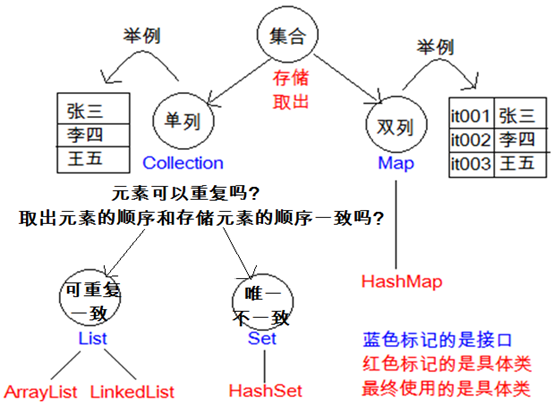 集合
存储
取出
举例
举例
张三
李四
王五
单列
Collection
双列
Map
it001 张三
it002 李四
it003 王五
元素可以重复吗?
取出元素的顺序和存储元素的顺序一致吗?
可重复
一致
List
唯一
不一致
Set
HashMap
ArrayList LinkedList
HashSet
蓝色标记的是接口
红色标记的是具体类
最终使用的是具体类